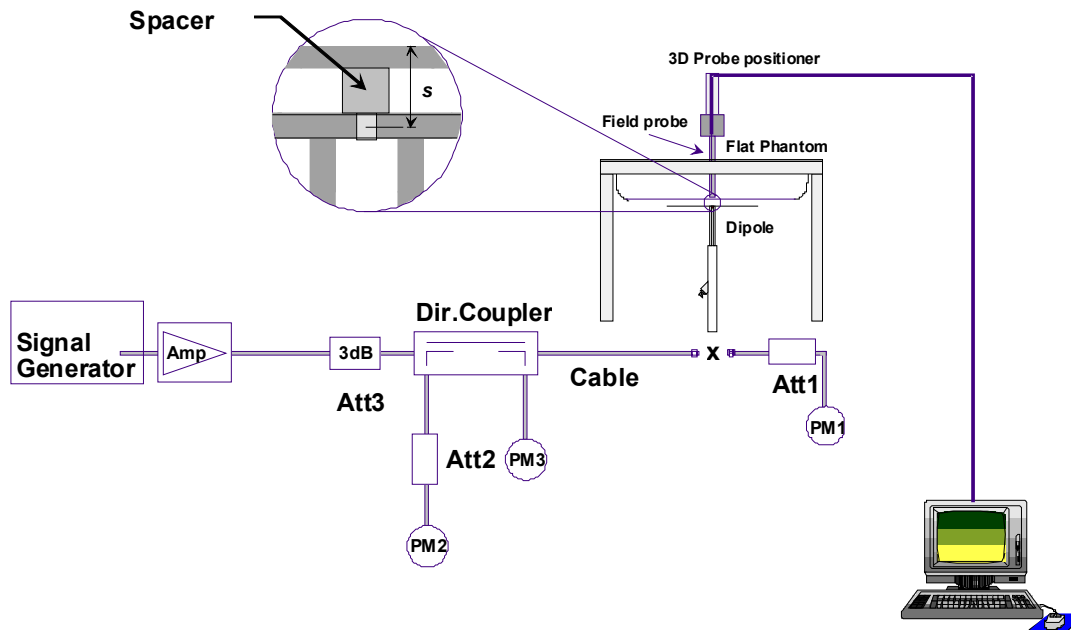 Spacer
s
3D Probe positioner
Field probe
Flat Phantom
Dipole
Dir.Coupler
Signal
Generator
Amp
3dB
Att3
Cable
x
Att1
PM1
Att2
PM3
PM2